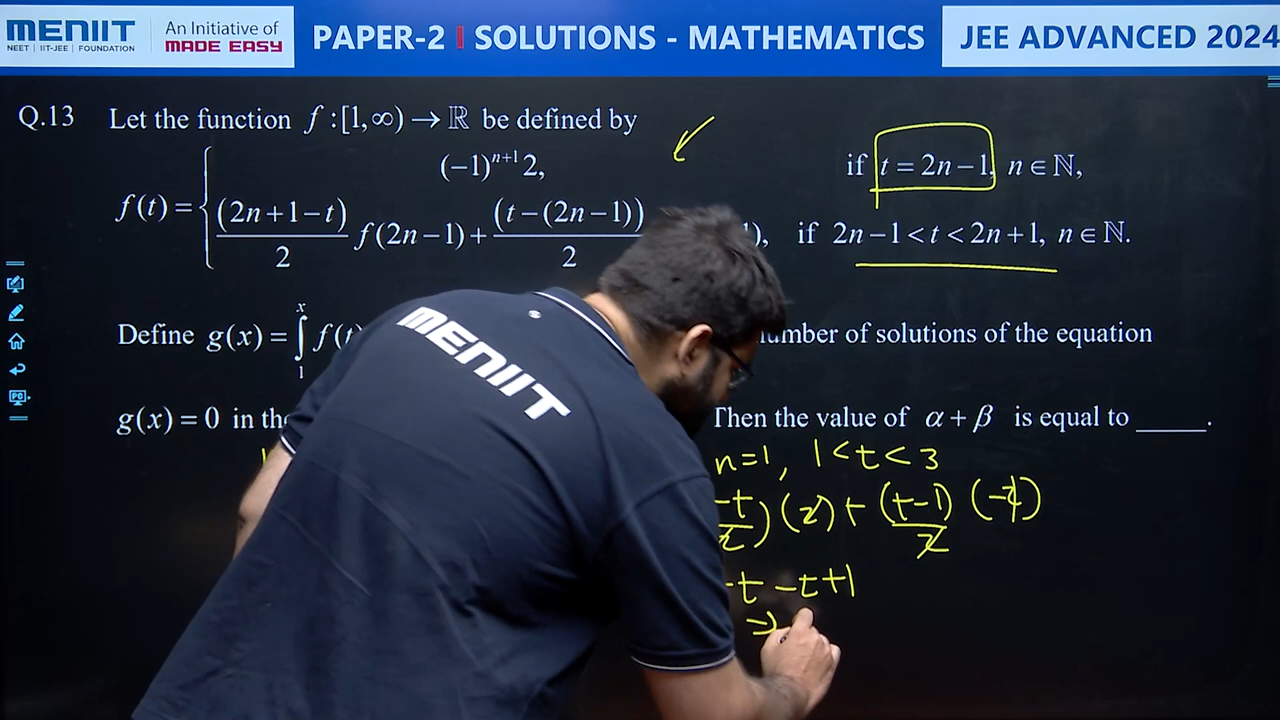 MENIIT
NEET | IIT-JEE | FOUNDATION
An Initiative of
MADE EASY
PAPER-2 | SOLUTIONS - MATHEMATICS
JEE ADVANCED 2024
Q.13 Let the function f : [1, ∞) → ℝ be defined by
(−1)ⁿ⁺¹ 2, if t = 2n − 1, n ∈ ℕ,
f(t) = { (2n+1−t)/2 f(2n−1) + (t−(2n−1))/2 ), if 2n−1 < t < 2n+1, n ∈ ℕ.
Define g(x) = ∫₁ˣ f(t) number of solutions of the equation
g(x) = 0 in the Then the value of α + β is equal to _____.
n=1, 1<t<3
-t/2) (2) + (t-1)/2 (-2)
-t -t+1
→
MENIIT